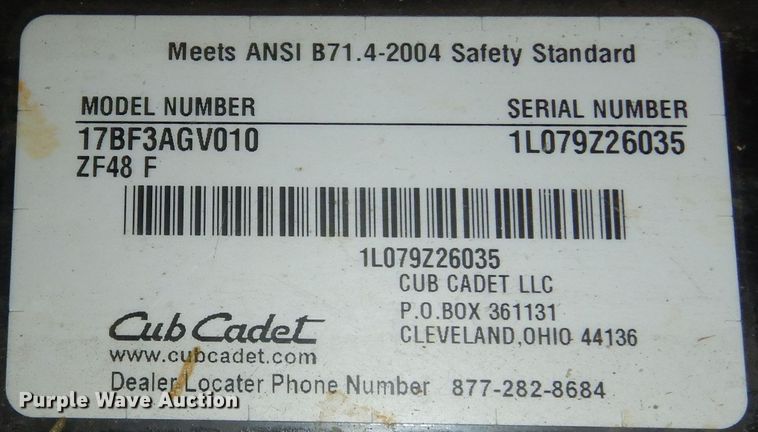 Meets ANSI B71.4-2004 Safety Standard
MODEL NUMBER SERIAL NUMBER
17BF3AGV010 1L079Z26035
ZF48 F
1L079Z26035
CUB CADET LLC
P.O.BOX 361131
CLEVELAND,OHIO 44136
Cub Cadet
www.cubcadet.com
Dealer Locater Phone Number 877-282-8684
Purple Wave Auction